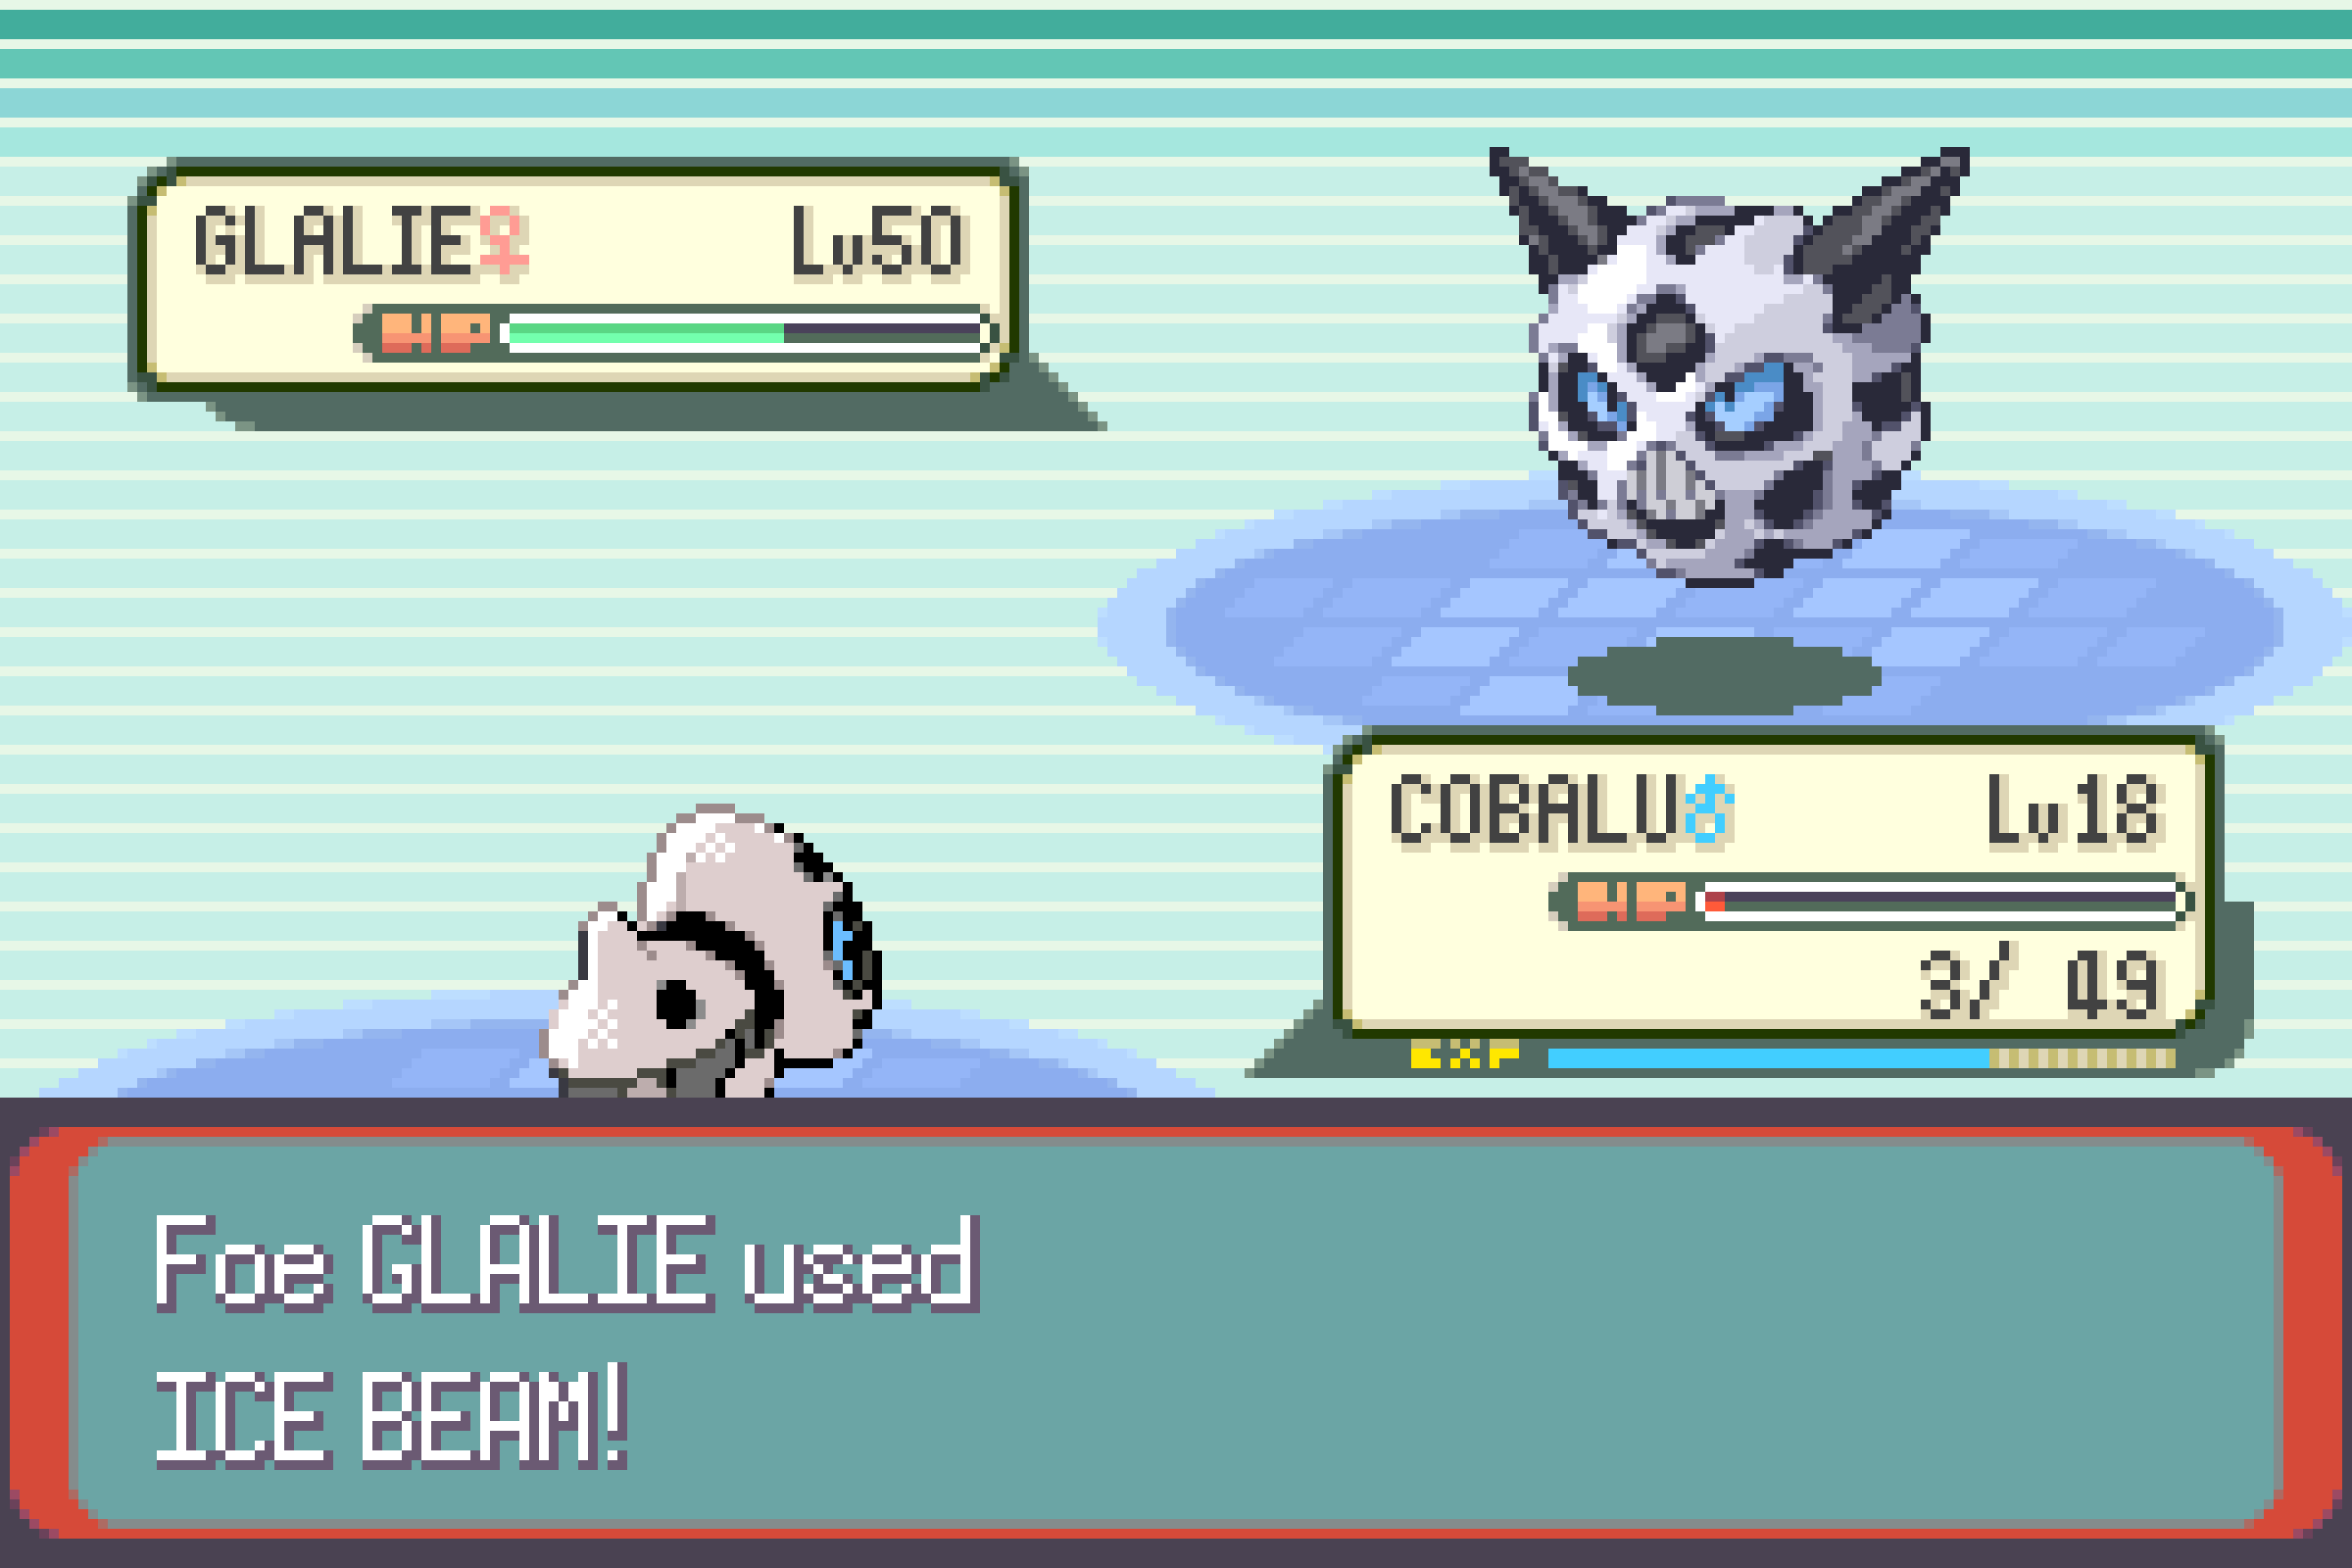 GLALIE♀ Lv50
HP
COBALU♂ Lv18
HP
3/ 49
EXP
Foe GLALIE used
ICE BEAM!